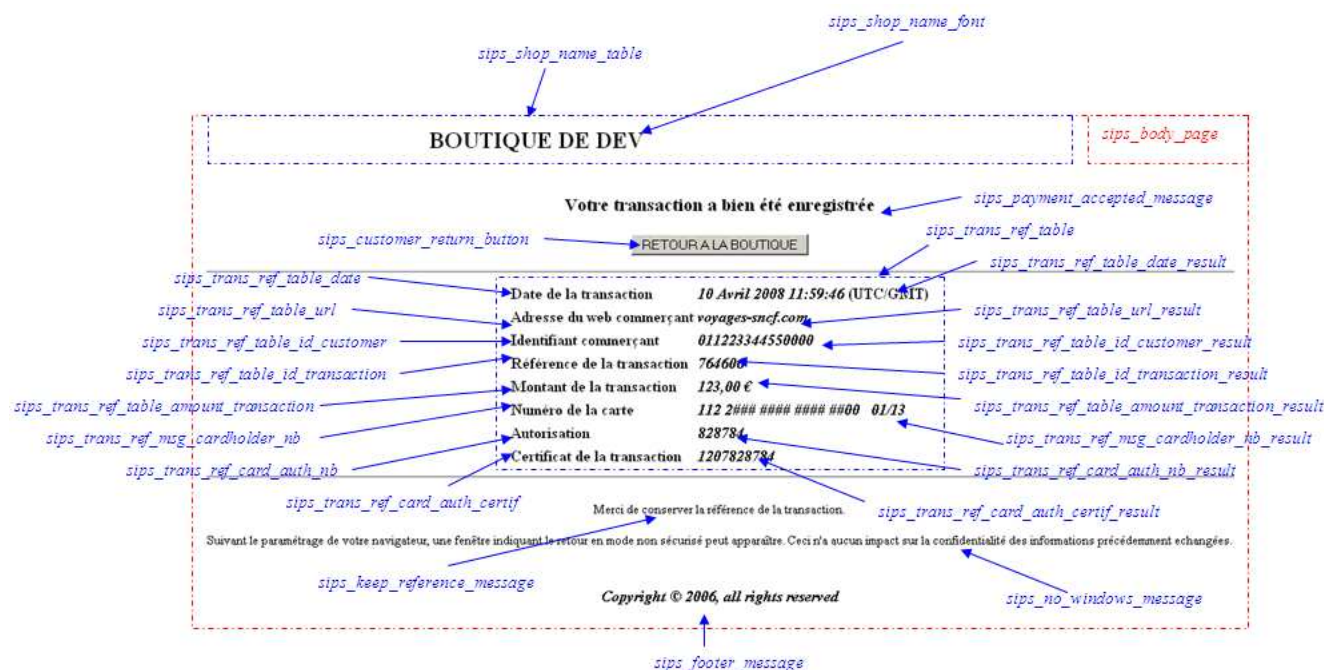 sips_shop_name_font
sips_shop_name_table
BOUTIQUE DE DEV
sips_body_page
Votre transaction a bien été enregistrée
sips_payment_accepted_message
sips_trans_ref_table
sips_customer_return_button
RETOUR A LA BOUTIQUE
sips_trans_ref_table_date_result
sips_trans_ref_table_date
Date de la transaction 10 Avril 2008 11:59:46 (UTC/GMT)
sips_trans_ref_table_url
Adresse du web commerçant voyages-sncf.com
sips_trans_ref_table_url_result
sips_trans_ref_table_id_customer
Identifiant commerçant 011223344550000
sips_trans_ref_table_id_customer_result
sips_trans_ref_table_id_transaction
Référence de la transaction 764606
sips_trans_ref_table_id_transaction_result
sips_trans_ref_table_amount_transaction
Montant de la transaction 123,00 €
sips_trans_ref_table_amount_transaction_result
sips_trans_ref_msg_cardholder_nb
Numéro de la carte 112 2### #### #### ##00 01/13
sips_trans_ref_msg_cardholder_nb_result
sips_trans_ref_card_auth_nb
Autorisation 828784
sips_trans_ref_card_auth_nb_result
Certificat de la transaction 1207828784
sips_trans_ref_card_auth_certif
sips_trans_ref_card_auth_certif_result
Merci de conserver la référence de la transaction.
Suivant le paramétrage de votre navigateur, une fenêtre indiquant le retour en mode non sécurisé peut apparaître. Ceci n'a aucun impact sur la confidentialité des informations précédemment echangées.
sips_keep_reference_message
sips_no_windows_message
Copyright © 2006, all rights reserved
sips_footer_message